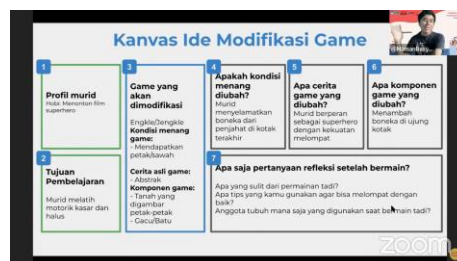 Kanvas Ide Modifikasi Game
1
Profil murid
Hobi: Menonton film
superhero
2
Tujuan
Pembelajaran
Murid melatih
motorik kasar dan
halus
3
Game yang
akan
dimodifikasi
Engkle/Jengkle
Kondisi menang
game:
- Mendapatkan
petak/sawah
Cerita asli game:
- Abstrak
Komponen game:
- Tanah yang
digambar
petak-petak
- Gacu/Batu
4
Apakah kondisi
menang
diubah?
Murid
menyelamatkan
boneka dari
penjahat di kotak
terakhir
5
Apa cerita
game yang
diubah?
Murid berperan
sebagai superhero
dengan kekuatan
melompat
6
Apa komponen
game yang
diubah?
Menambah
boneka di ujung
kotak
7
Apa saja pertanyaan refleksi setelah bermain?
Apa yang sulit dari permainan tadi?
Apa tips yang kamu gunakan agar bisa melompat dengan
baik?
Anggota tubuh mana saja yang digunakan saat bermain tadi?
zoom